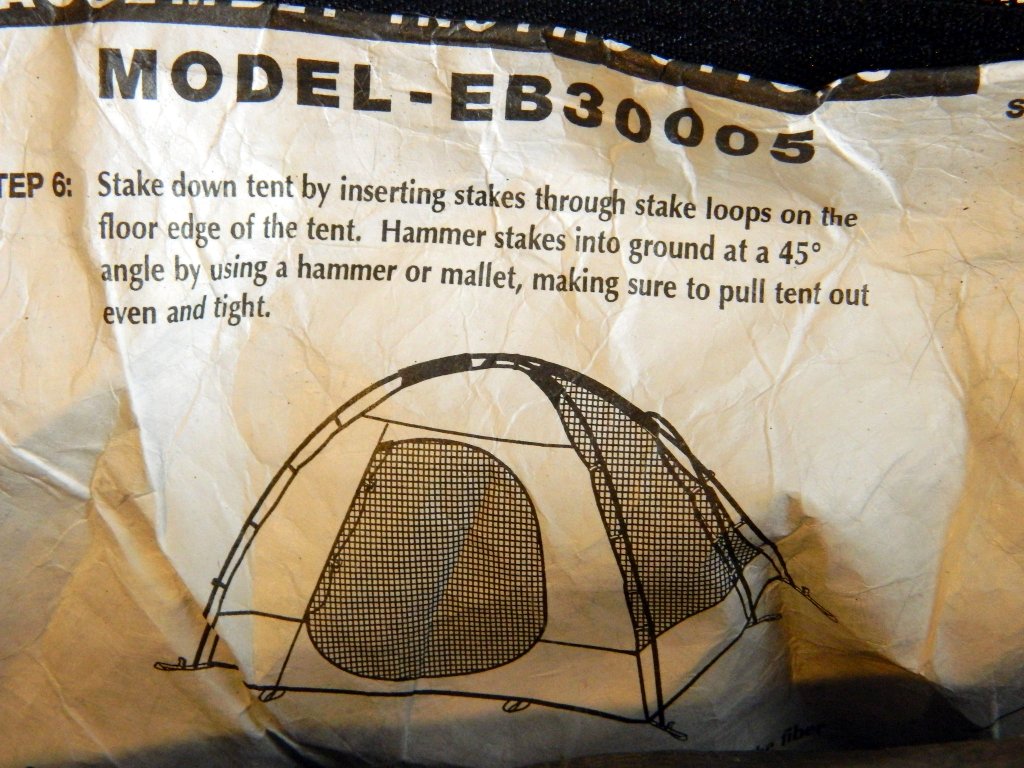 MODEL-EB30005
TEP 6: Stake down tent by inserting stakes through stake loops on the
floor edge of the tent. Hammer stakes into ground at a 45°
angle by using a hammer or mallet, making sure to pull tent out
even and tight.
fiber